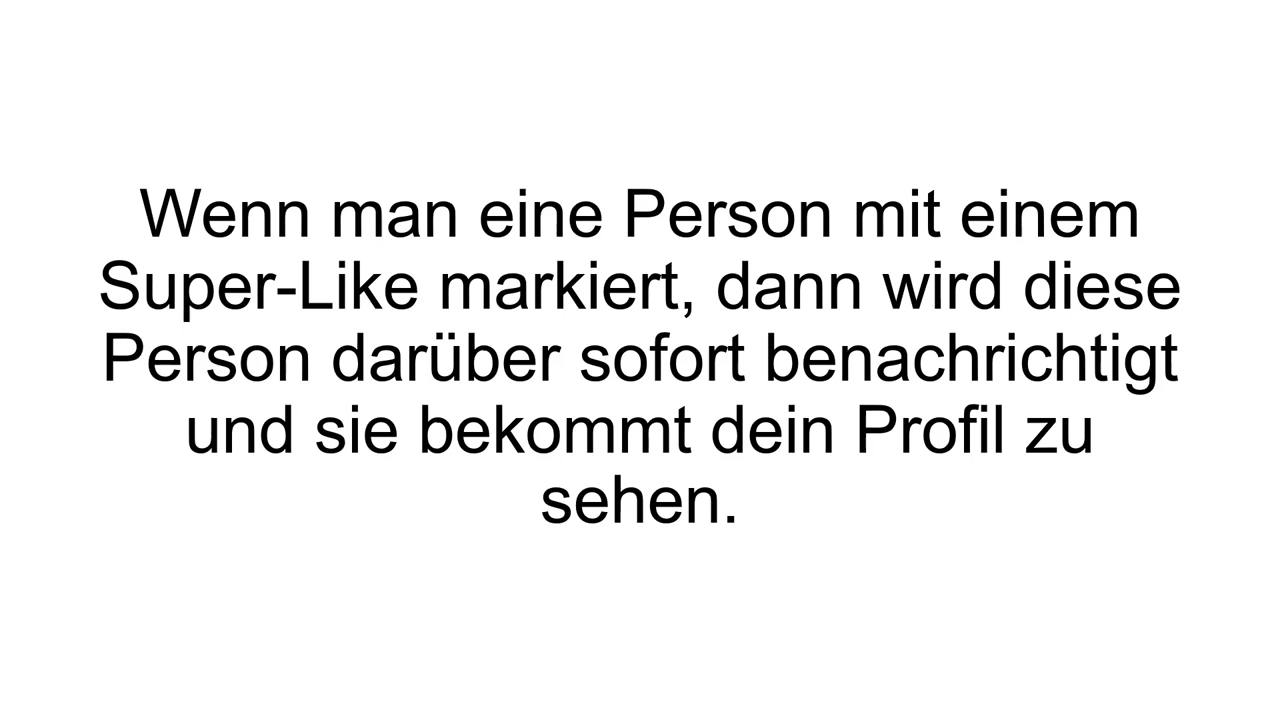 Wenn man eine Person mit einem
Super-Like markiert, dann wird diese
Person darüber sofort benachrichtigt
und sie bekommt dein Profil zu
sehen.